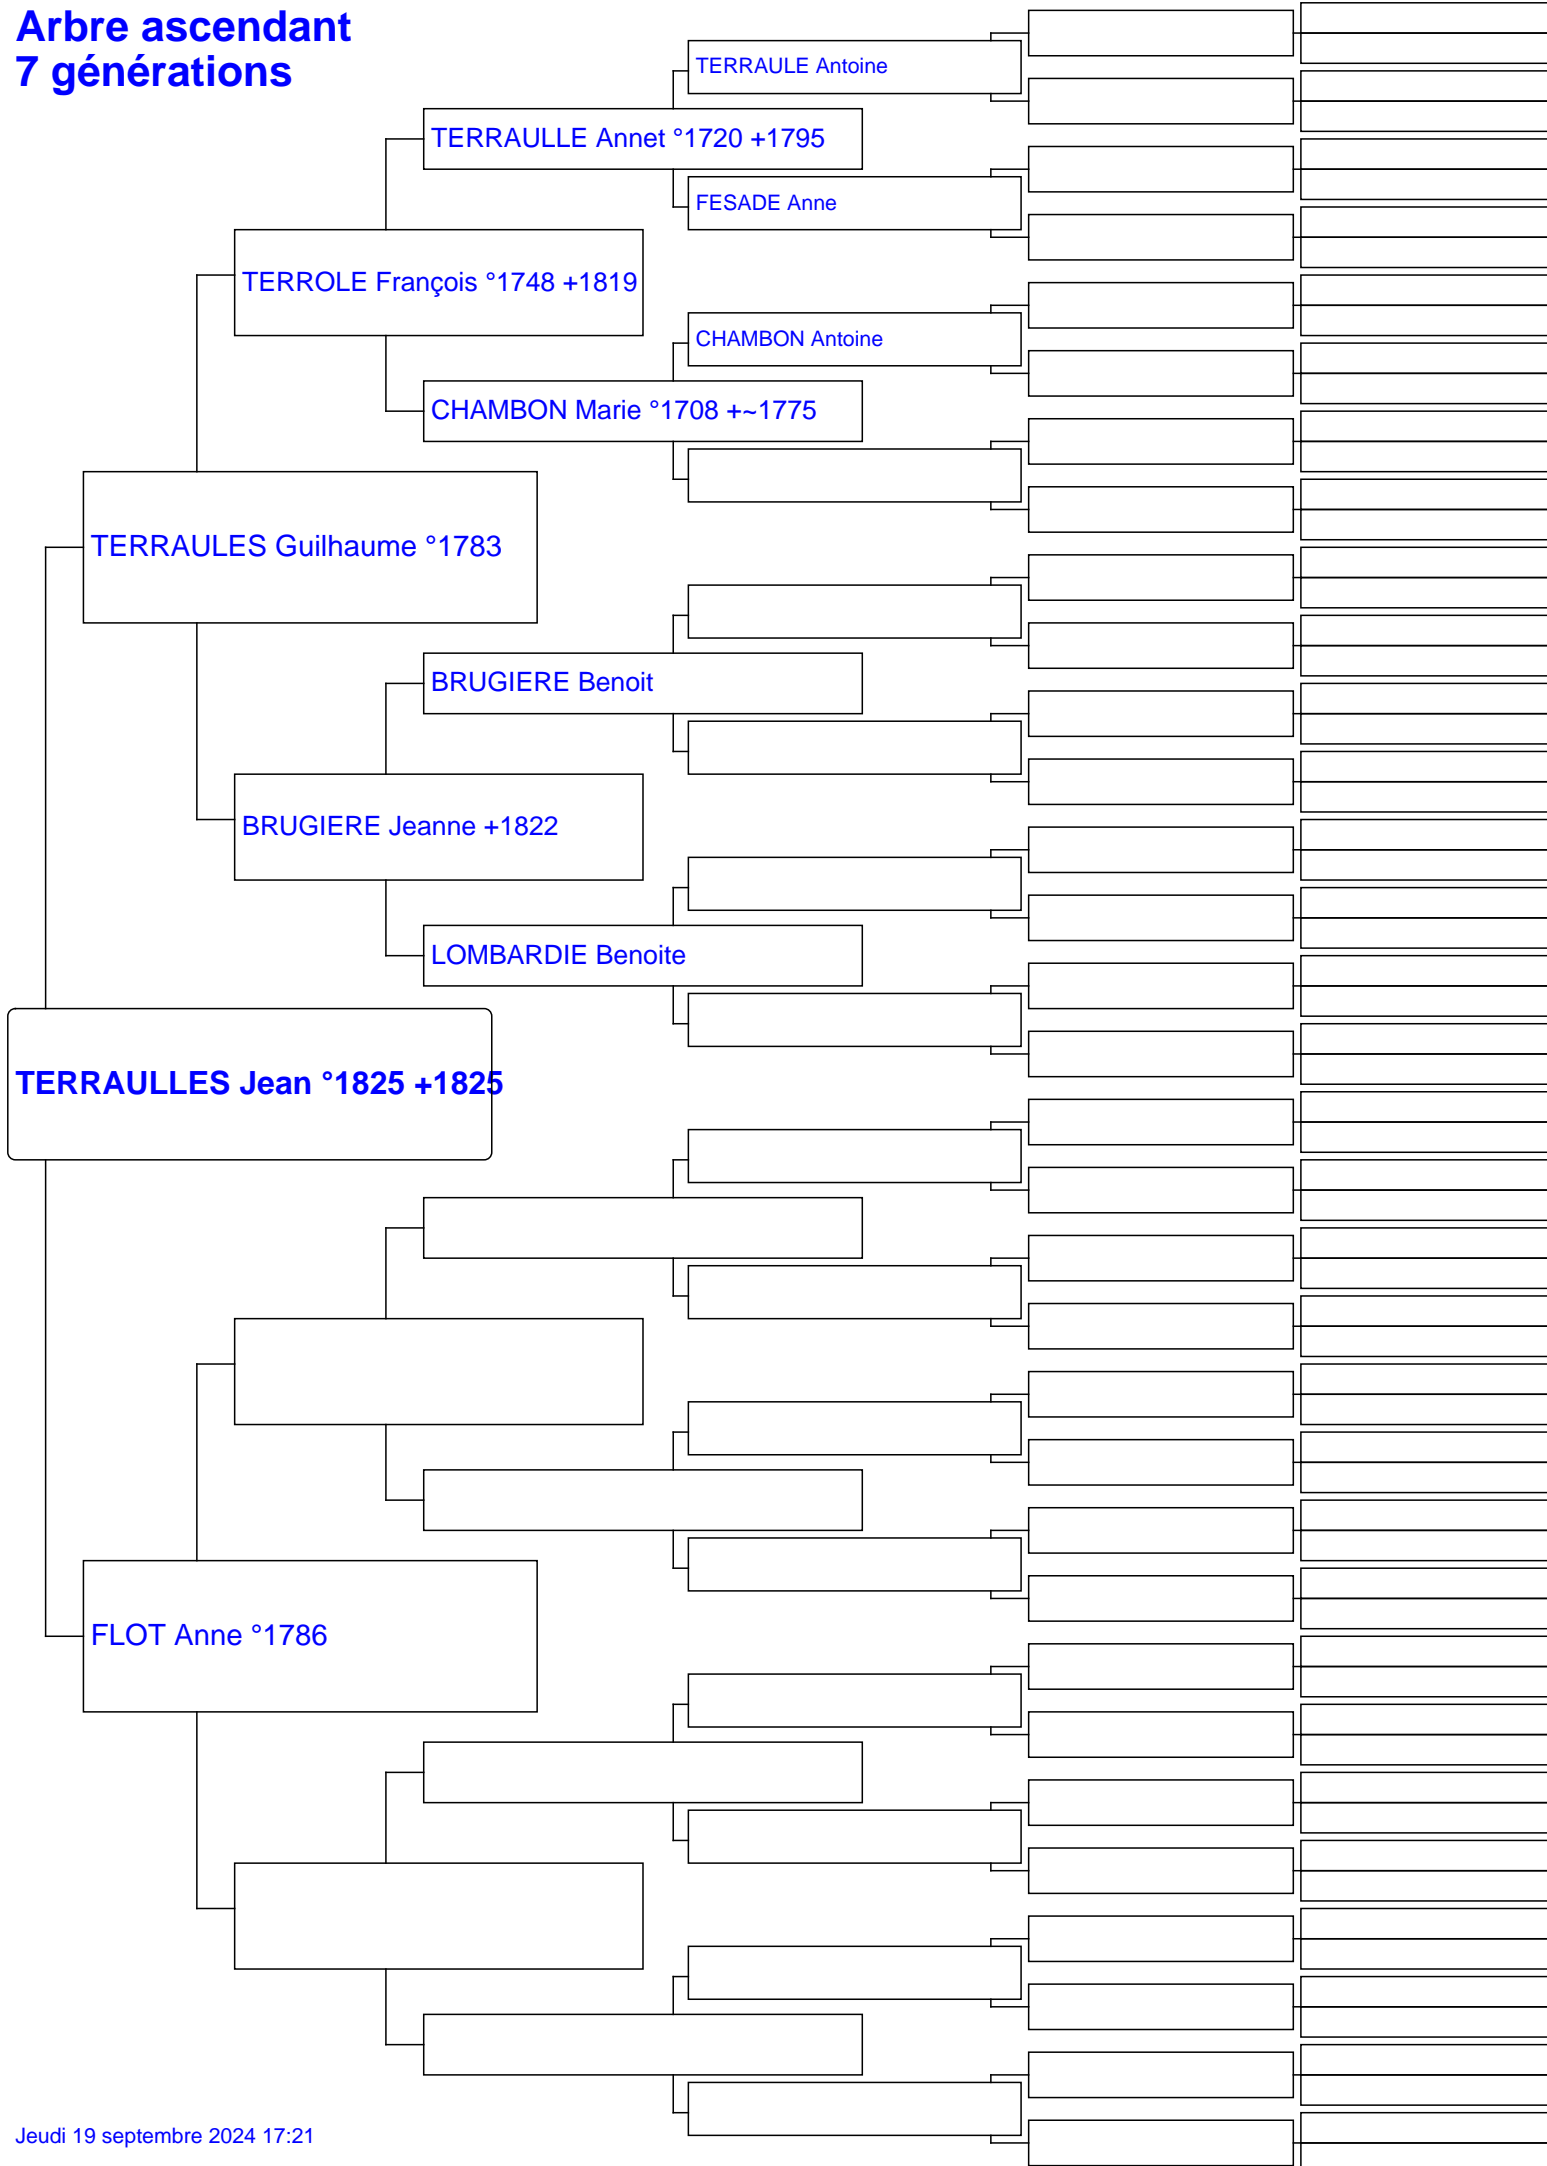 Arbre ascendant
7 générations
TERRAULE Antoine
TERRAULLE Annet °1720 +1795
FESADE Anne
TERROLE François °1748 +1819
CHAMBON Antoine
CHAMBON Marie °1708 +~1775
TERRAULES Guilhaume °1783
BRUGIERE Benoit
BRUGIERE Jeanne +1822
LOMBARDIE Benoite
TERRAULLES Jean °1825 +1825
FLOT Anne °1786
Jeudi 19 septembre 2024 17:21